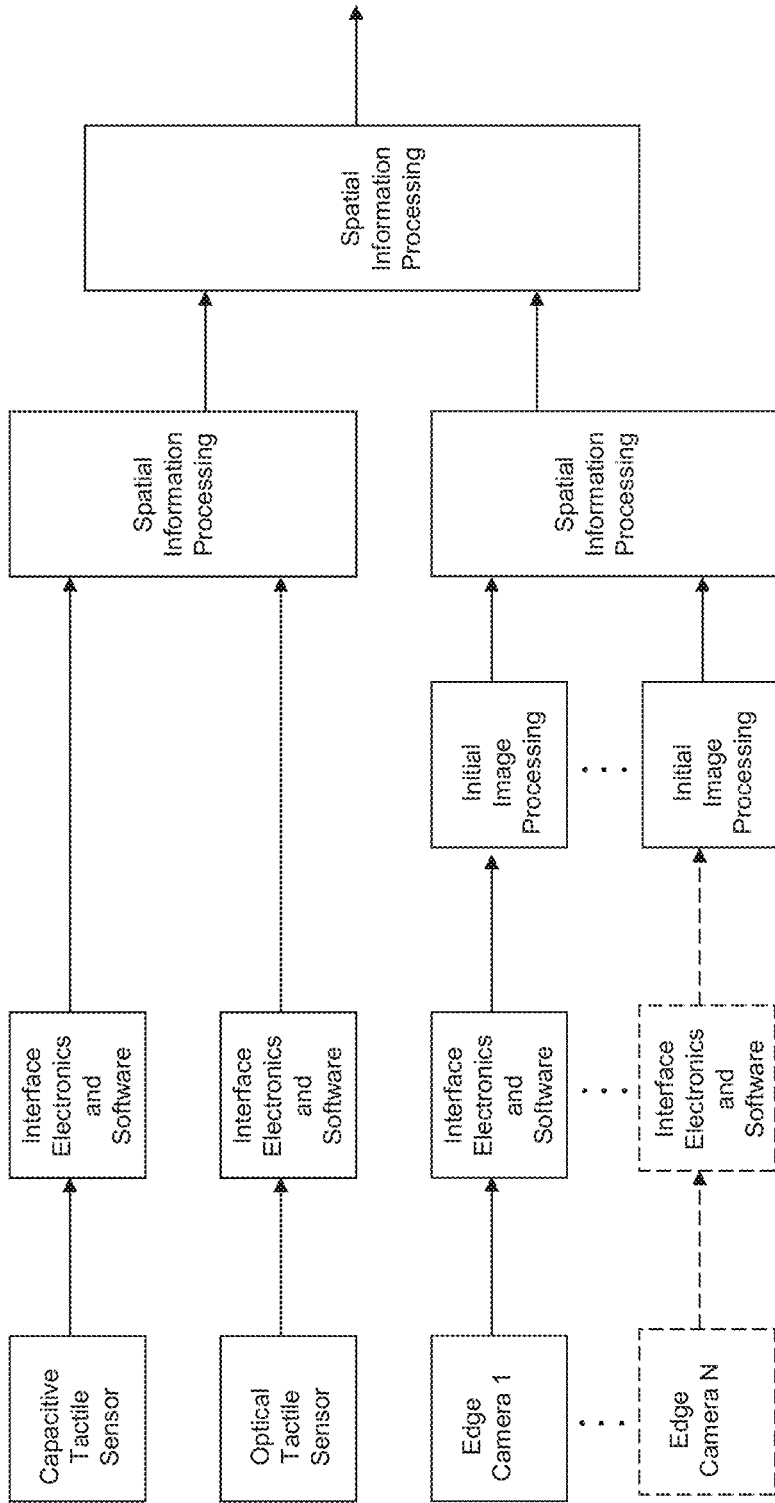 Capacitive
Tactile
Sensor
Interface
Electronics
and
Software
Spatial
Information
Processing
Optical
Tactile
Sensor
Interface
Electronics
and
Software
Spatial
Information
Processing
Edge
Camera 1
Interface
Electronics
and
Software
Initial
Image
Processing
Spatial
Information
Processing
Edge
Camera N
Interface
Electronics
and
Software
Initial
Image
Processing